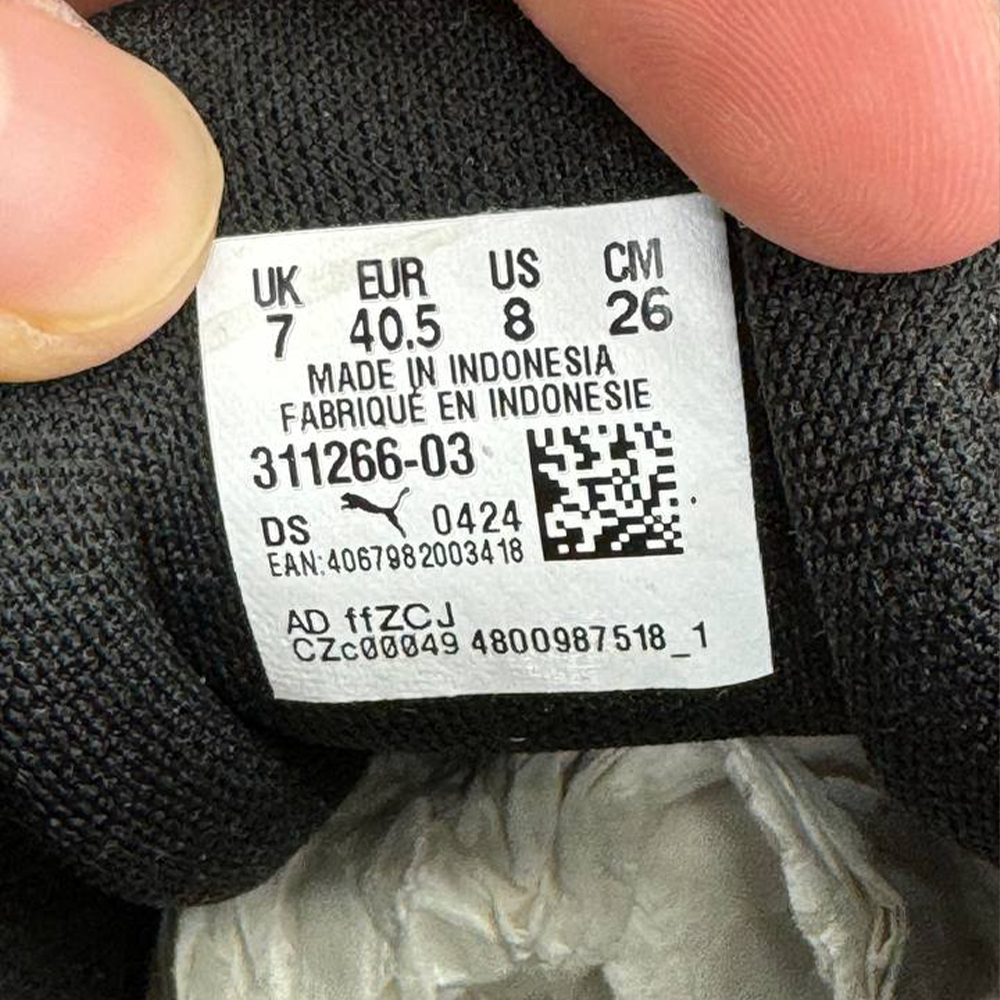 UK EUR US CM
7 40.5 8 26
MADE IN INDONESIA
FABRIQUÉ EN INDONESIE
311266-03
DS 0424
EAN:4067982003418
AD ffZCJ
CZc00049 4800987518_1